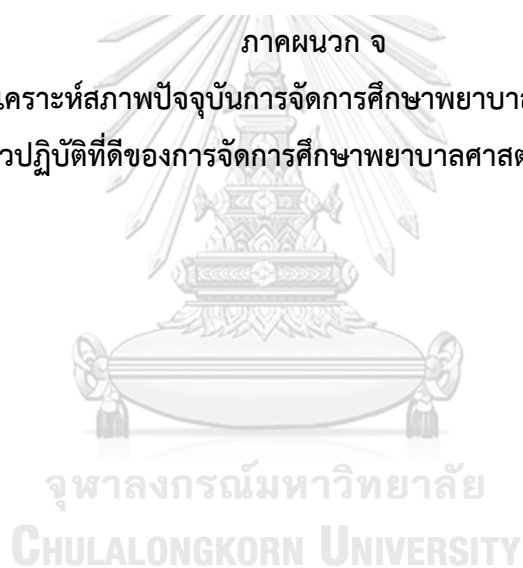 ภาคผนวก จ
เคราะห์สภาพปัจจุบันการจัดการศึกษาพยาบาล
วปฏิบัติที่ดีของการจัดการศึกษาพยาบาลศาสต
จุฬาลงกรณ์มหาวิทยาลัย
CHULALONGKORN UNIVERSITY